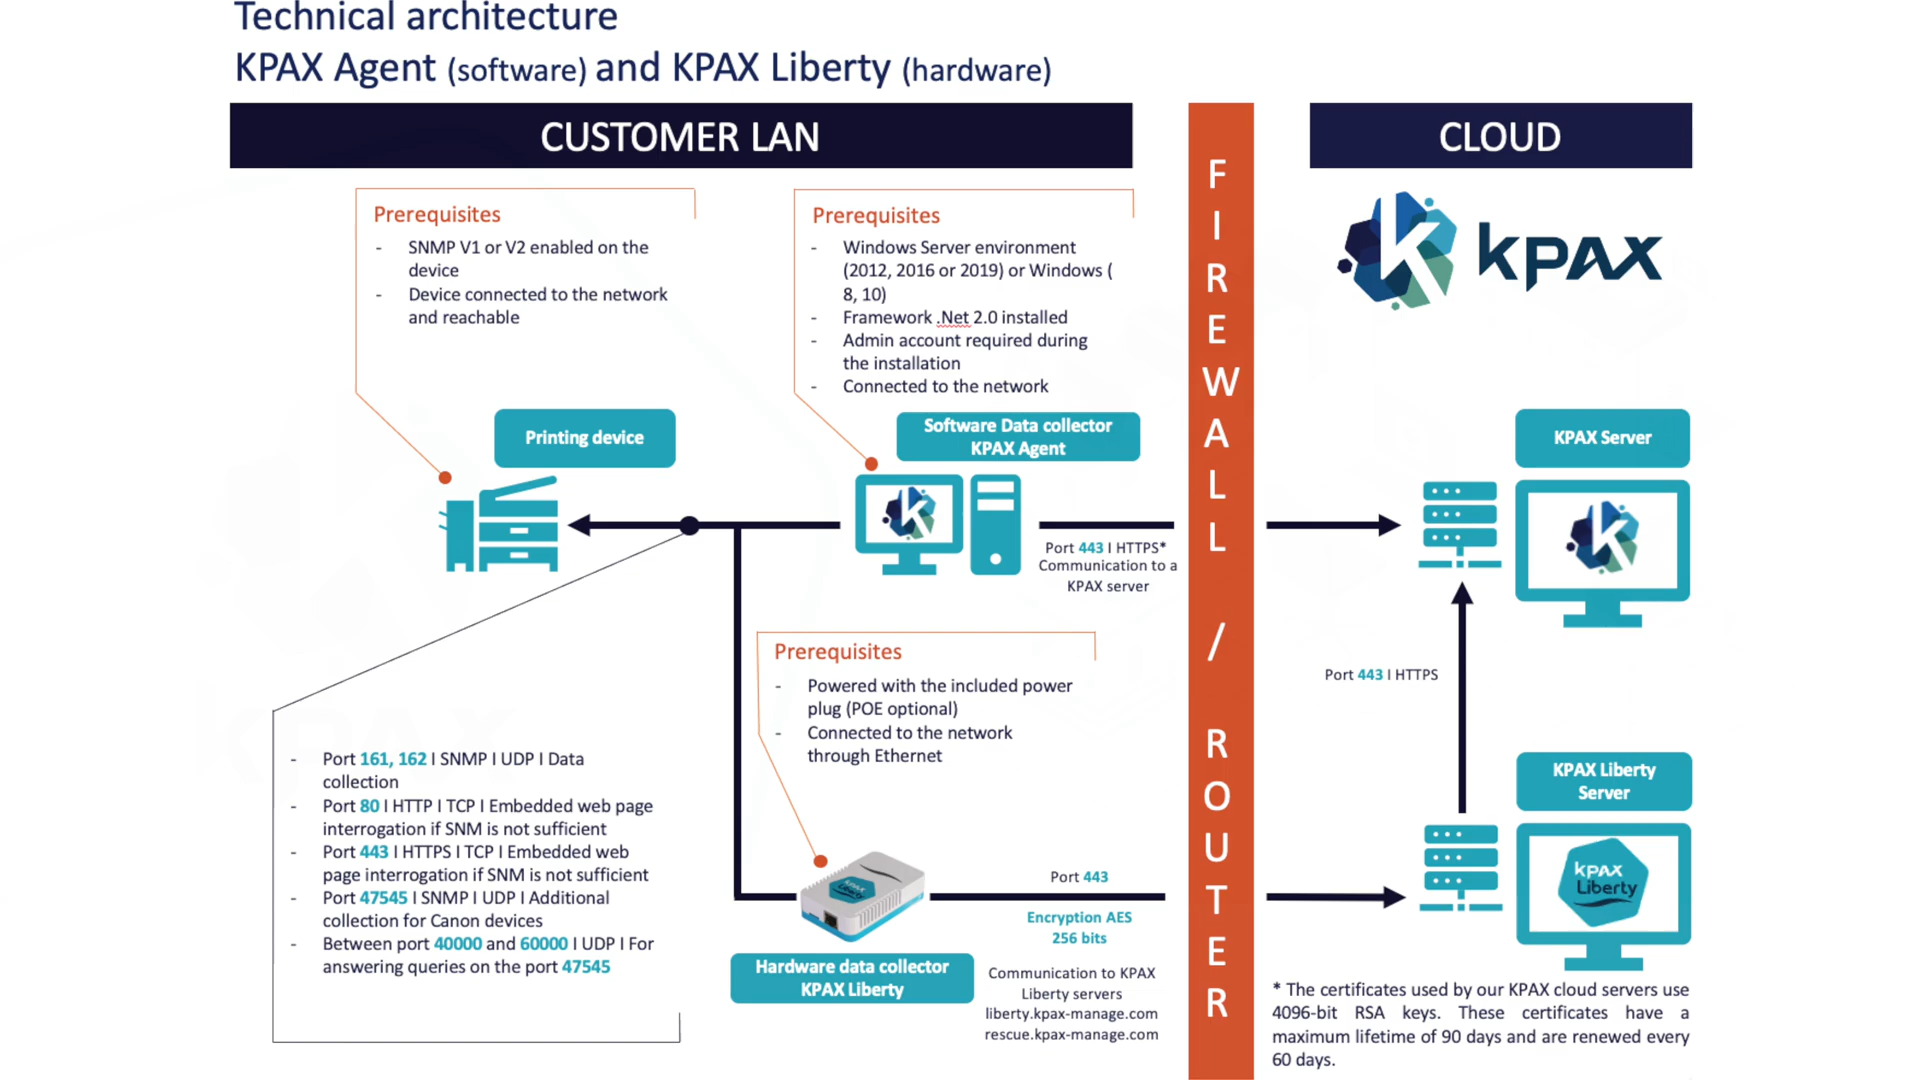 Technical architecture
KPAX Agent (software) and KPAX Liberty (hardware)
CUSTOMER LAN
FIREWALL / ROUTER
CLOUD
kpax
Prerequisites
- SNMP V1 or V2 enabled on the
device
- Device connected to the network
and reachable
Prerequisites
- Windows Server environment
(2012, 2016 or 2019) or Windows (
8, 10)
- Framework .Net 2.0 installed
- Admin account required during
the installation
- Connected to the network
Printing device
Software Data collector
KPAX Agent
KPAX Server
Port 443 I HTTPS*
Communication to a
KPAX server
Prerequisites
- Powered with the included power
plug (POE optional)
- Connected to the network
through Ethernet
Port 443 I HTTPS
- Port 161, 162 I SNMP I UDP I Data
collection
- Port 80 I HTTP I TCP I Embedded web page
interrogation if SNM is not sufficient
- Port 443 I HTTPS I TCP I Embedded web
page interrogation if SNM is not sufficient
- Port 47545 I SNMP I UDP I Additional
collection for Canon devices
- Between port 40000 and 60000 I UDP I For
answering queries on the port 47545
KPAX Liberty
Server
kpax
Liberty
kpax
Liberty
Port 443
Encryption AES
256 bits
Hardware data collector
KPAX Liberty
Communication to KPAX
Liberty servers
liberty.kpax-manage.com
rescue.kpax-manage.com
* The certificates used by our KPAX cloud servers use
4096-bit RSA keys. These certificates have a
maximum lifetime of 90 days and are renewed every
60 days.